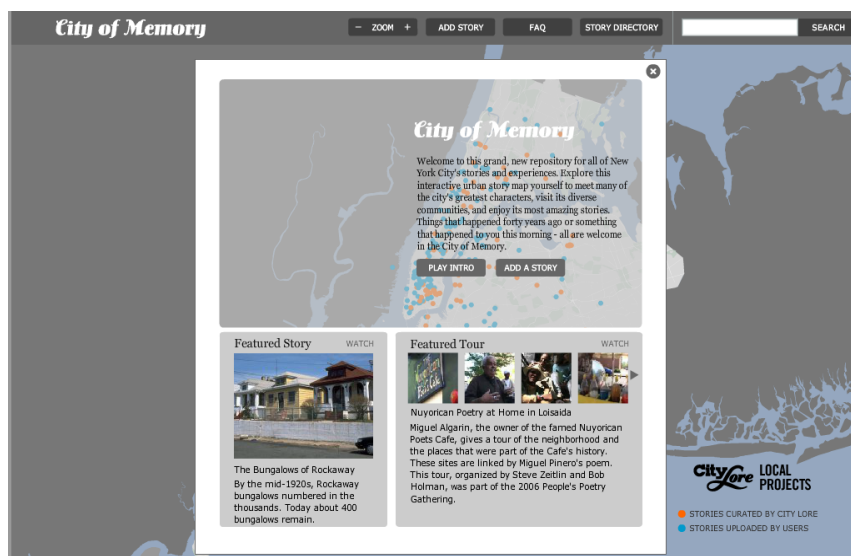 City of Memory
− ZOOM +
ADD STORY
FAQ
STORY DIRECTORY
SEARCH
City of Memory
Welcome to this grand, new repository for all of New
York City's stories and experiences. Explore this
interactive urban story map yourself to meet many of
the city's greatest characters, visit its diverse
communities, and enjoy its most amazing stories.
Things that happened forty years ago or something
that happened to you this morning - all are welcome
in the City of Memory.
PLAY INTRO
ADD A STORY
Featured Story
WATCH
The Bungalows of Rockaway
By the mid-1920s, Rockaway
bungalows numbered in the
thousands. Today about 400
bungalows remain.
Featured Tour
WATCH
Nuyorican Poetry at Home in Loisaida
Miguel Algarin, the owner of the famed Nuyorican
Poets Cafe, gives a tour of the neighborhood and
the places that were part of the Cafe's history.
These sites are linked by Miguel Pinero's poem.
This tour, organized by Steve Zeitlin and Bob
Holman, was part of the 2006 People's Poetry
Gathering.
City Lore
LOCAL
PROJECTS
STORIES CURATED BY CITY LORE
STORIES UPLOADED BY USERS